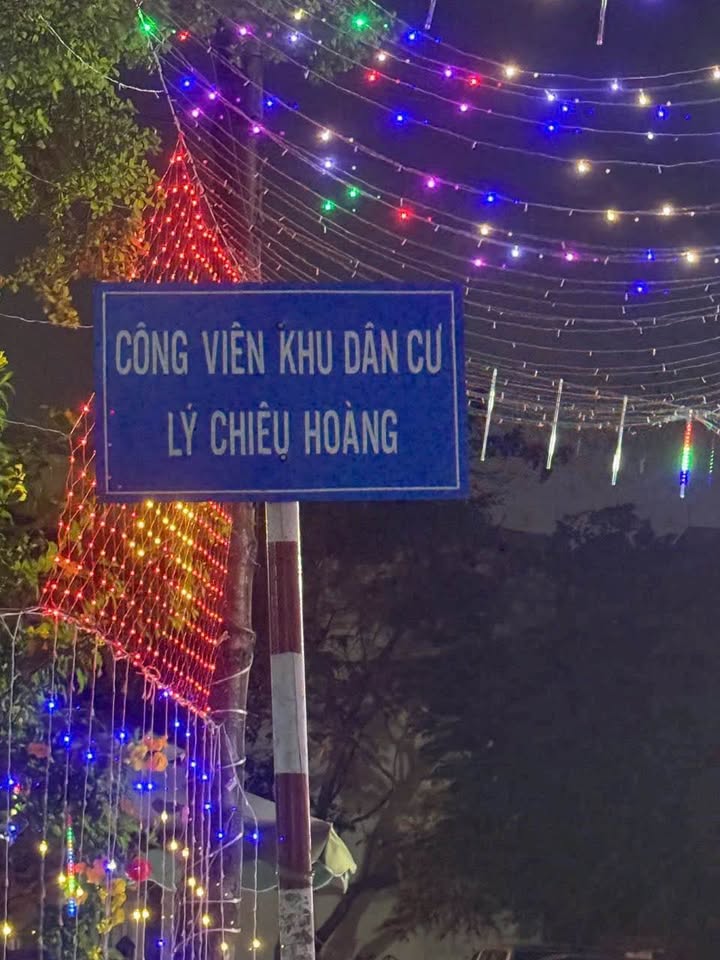 CÔNG VIÊN KHU DÂN CƯ
LÝ CHIÊỤ HOÀNG